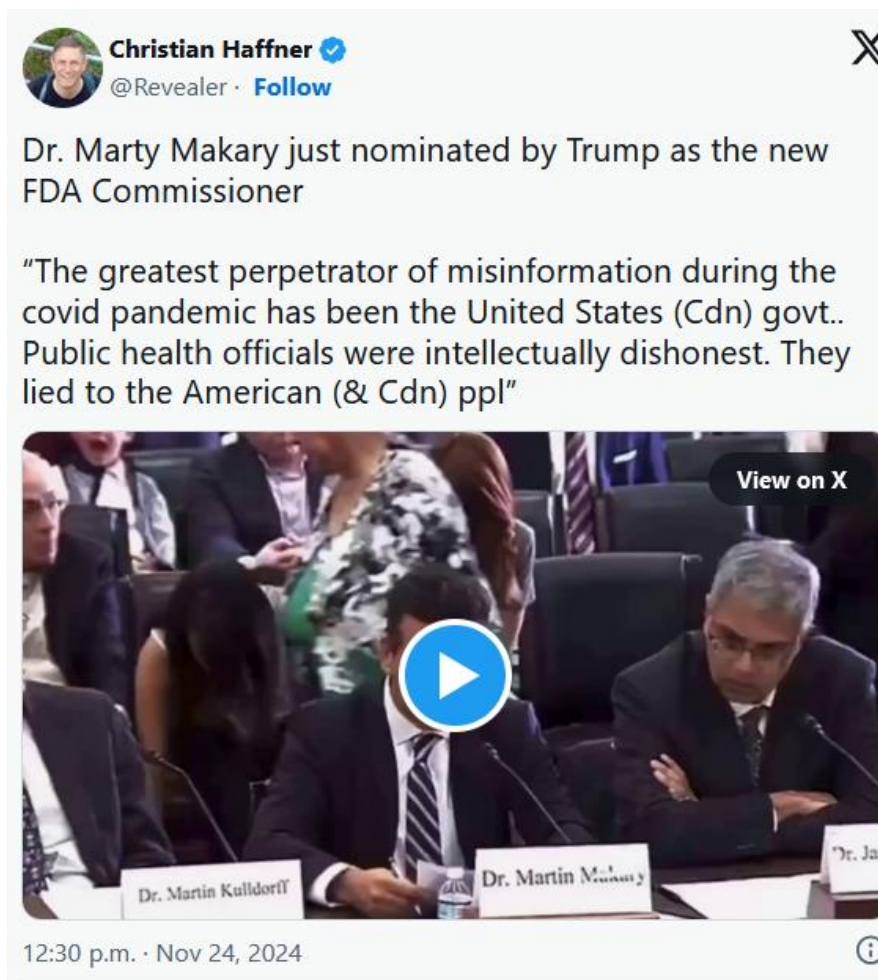 Christian Haffner
@Revealer · Follow
Dr. Marty Makary just nominated by Trump as the new
FDA Commissioner
“The greatest perpetrator of misinformation during the
covid pandemic has been the United States (Cdn) govt..
Public health officials were intellectually dishonest. They
lied to the American (& Cdn) ppl”
View on X
Dr. Martin Kulldorff
Dr. Martin Makary
Dr. Ja
12:30 p.m. · Nov 24, 2024